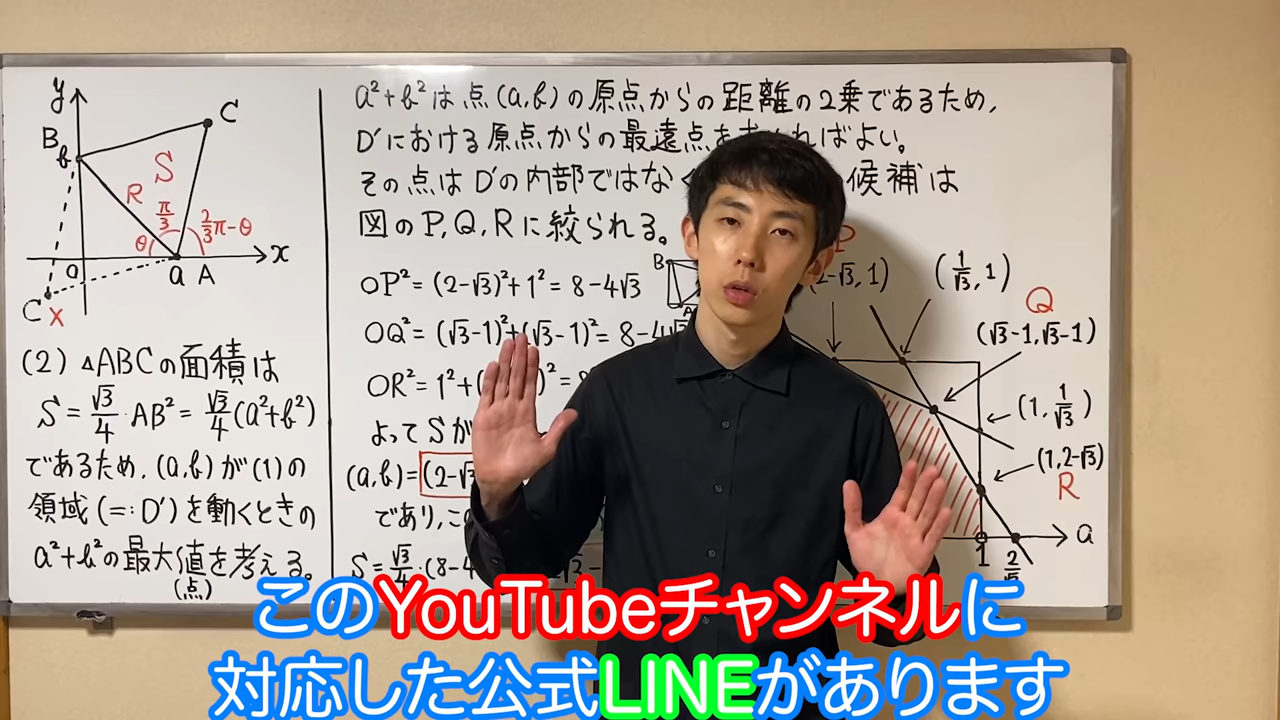 y
B
b
C
S
R
π/3
2/3π-θ
θ
x
O
a
A
C'
X
(2) △ABCの面積は
S = √3/4 AB² = √3/4(a²+b²)
であるため,(a,b)が(1)の
領域(=:D')を動くときの
a²+b²の最大値を考える。
(点)
a²+b²は点(a,b)の原点からの距離の2乗であるため,
D'における原点からの最遠点を
ればよい。
その点はD'の内部ではなく
候補は
図のP,Q,Rに絞られる。
OP² = (2-√3)²+1² = 8-4√3
OQ² = (√3-1)²+(√3-1)² = 8-4√3
OR² = 1²+(
)² = 8
よってSが
(a,b)=(2-√3
であり,この
S = √3/4・(8-4
B
A
P
(2-√3,1)
(1/√3,1)
Q
(√3-1,√3-1)
(1,1/√3)
(1,2-√3)
R
a
1
2/√3
このYouTubeチャンネルに
対応した公式LINEがあります